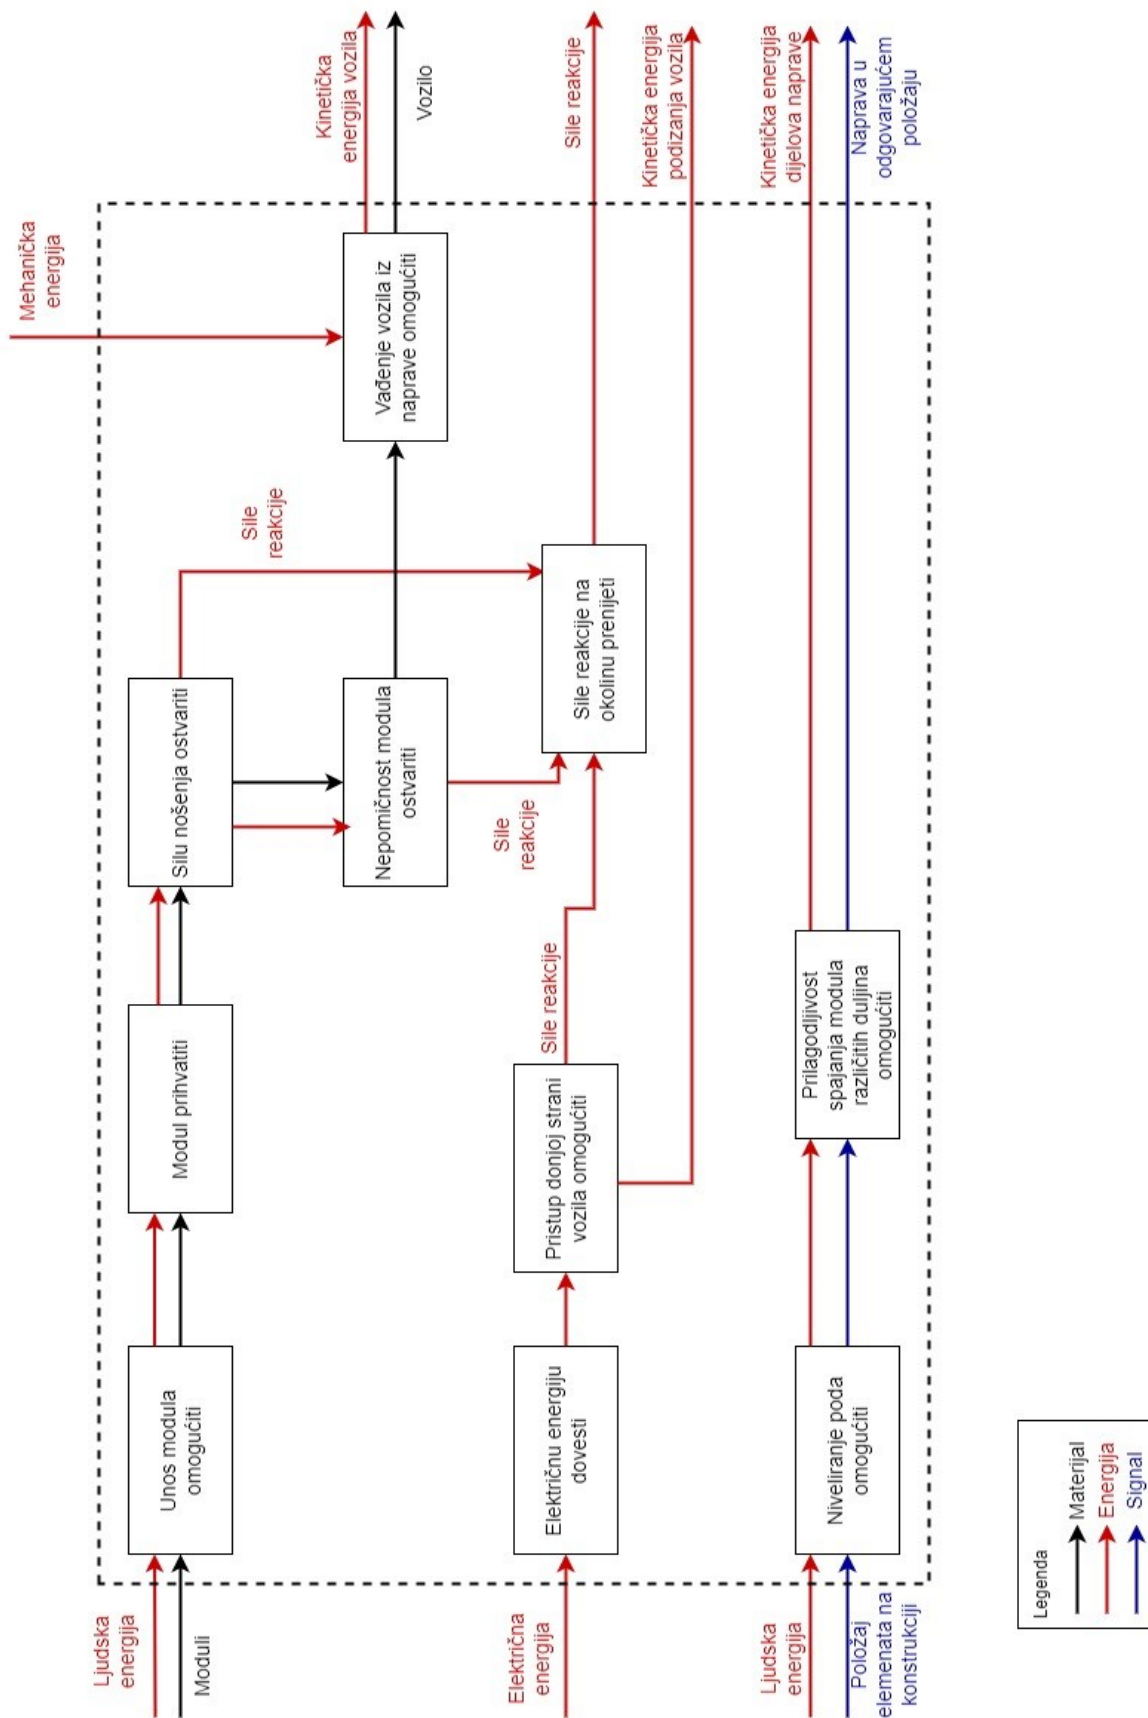 Mehanička
energija
Ljudska
energija
Moduli
Unos modula
omogućiti
Modul prihvatiti
Silu nošenja ostvariti
Sile
reakcije
Kinetička
energija vozila
Vozilo
Nepomičnost modula
ostvariti
Vađenje vozila iz
naprave omogućiti
Sile
reakcije
Električna
energija
Električnu energiju
dovesti
Pristup donjoj strani
vozila omogućiti
Sile reakcije
Sile reakcije na
okolinu prenijeti
Sile reakcije
Kinetička energija
podizanja vozila
Ljudska
energija
Položaj
elemenata na
konstrukciji
Niveliranje poda
omogućiti
Prilagodljivost
spajanja modula
različitih duljina
omogućiti
Kinetička energija
dijelova naprave
Naprava u
odgovarajućem
položaju
Legenda
Materijal
Energija
Signal